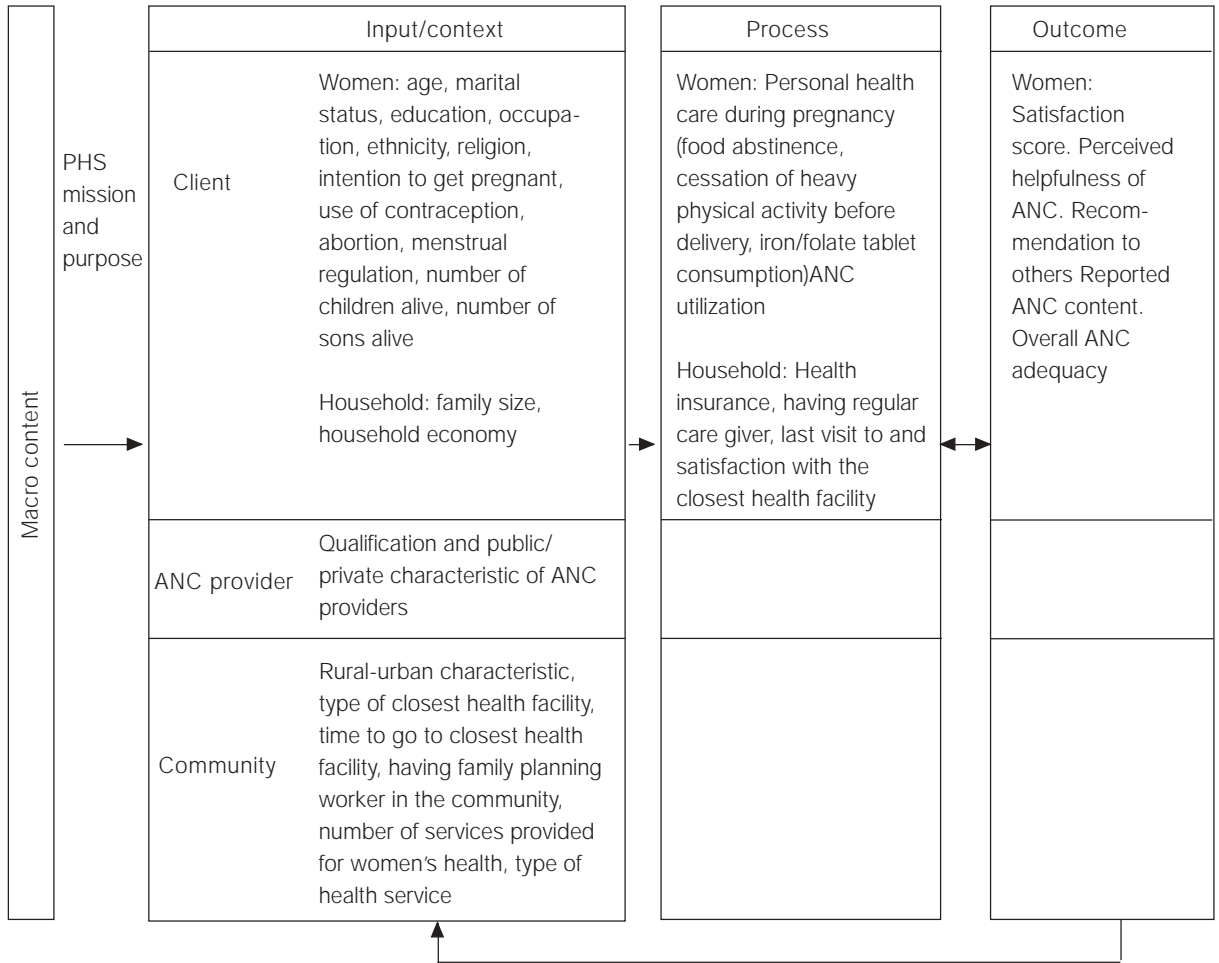 Macro content
PHS
mission
and
purpose
Input/context
Client
Women: age, marital
status, education, occupa-
tion, ethnicity, religion,
intention to get pregnant,
use of contraception,
abortion, menstrual
regulation, number of
children alive, number of
sons alive
Household: family size,
household economy
ANC provider
Qualification and public/
private characteristic of ANC
providers
Community
Rural-urban characteristic,
type of closest health facility,
time to go to closest health
facility, having family planning
worker in the community,
number of services provided
for women's health, type of
health service
Process
Women: Personal health
care during pregnancy
(food abstinence,
cessation of heavy
physical activity before
delivery, iron/folate tablet
consumption)ANC
utilization
Household: Health
insurance, having regular
care giver, last visit to and
satisfaction with the
closest health facility
Outcome
Women:
Satisfaction
score. Perceived
helpfulness of
ANC. Recom-
mendation to
others Reported
ANC content.
Overall ANC
adequacy